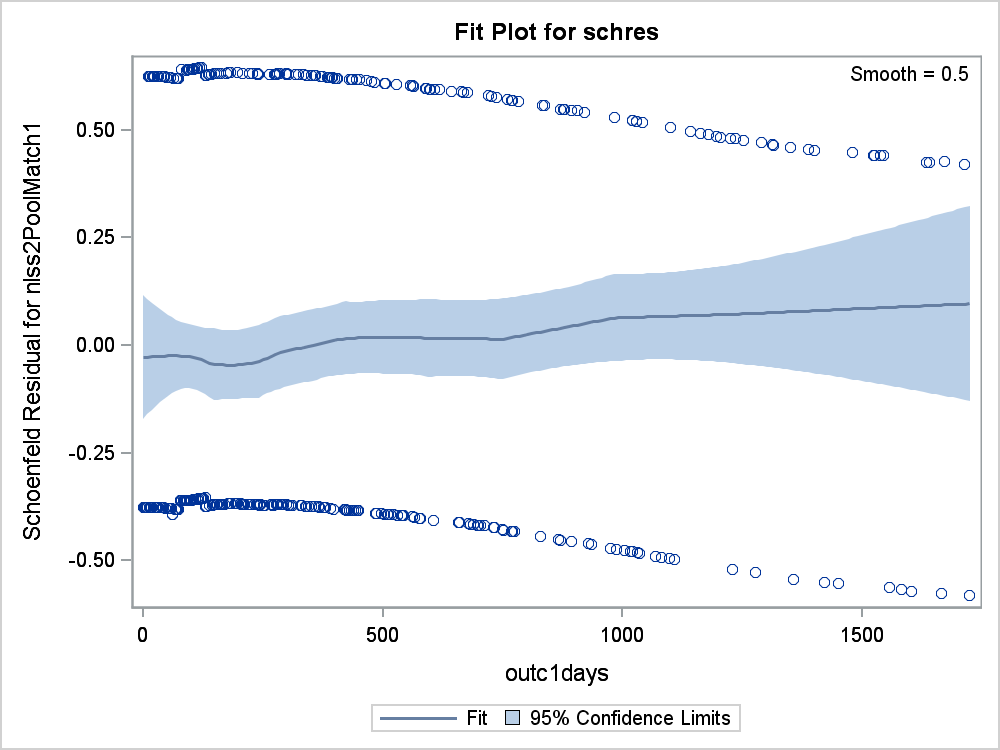 Fit Plot for schres
Smooth = 0.5
Schoenfeld Residual for nlss2PoolMatch1
0.50
0.25
0.00
-0.25
-0.50
0
500
1000
1500
outc1days
Fit
95% Confidence Limits